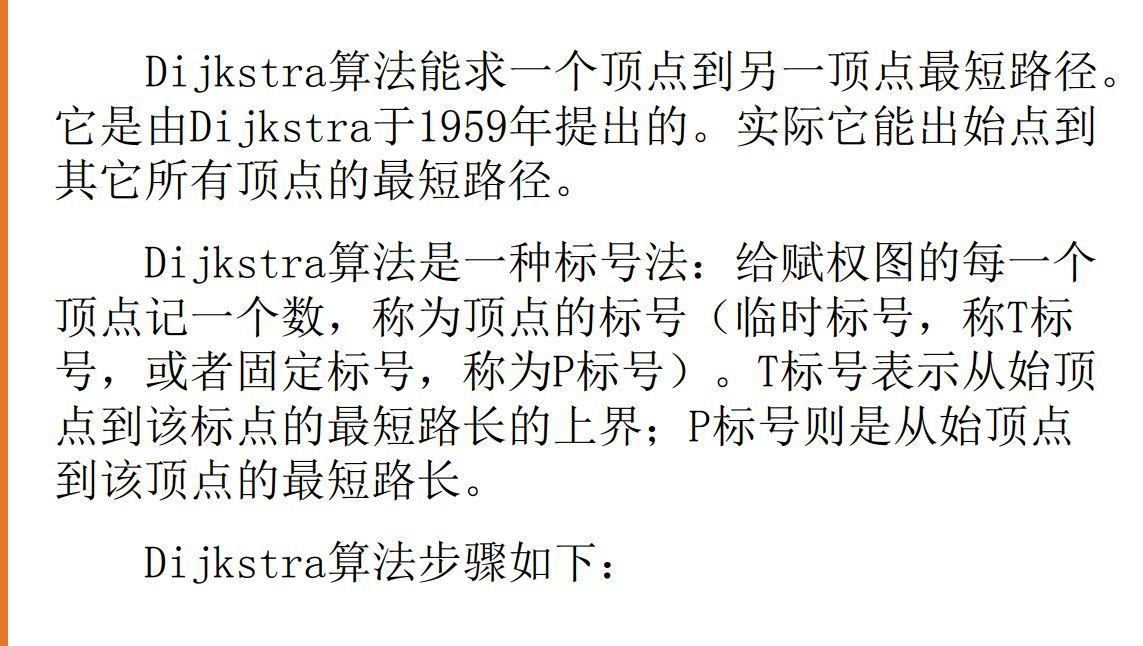 Dijkstra算法能求一个顶点到另一顶点最短路径。
它是由Dijkstra于1959年提出的。实际它能出始点到
其它所有顶点的最短路径。
Dijkstra算法是一种标号法：给赋权图的每一个
顶点记一个数，称为顶点的标号（临时标号，称T标
号，或者固定标号，称为P标号）。T标号表示从始顶
点到该标点的最短路长的上界；P标号则是从始顶点
到该顶点的最短路长。
Dijkstra算法步骤如下：